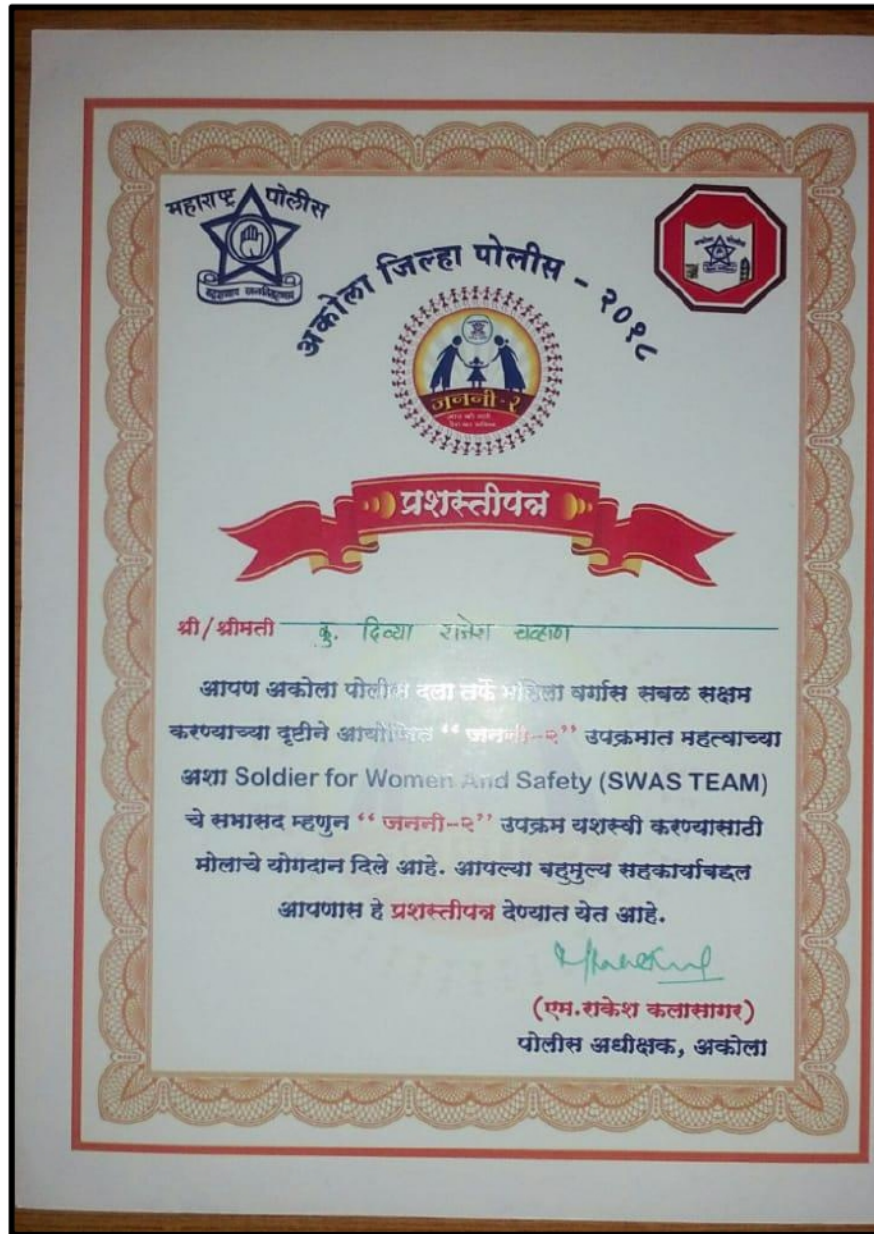 महाराष्ट्र पोलीस
अकोला जिल्हा पोलीस - २०१८
जननी-२
प्रशस्तीपत्र
श्री/श्रीमती कु. दिव्या राजेश चव्हाण
आपण अकोला पोलीस दला तर्फे महिला वर्गास सबळ सक्षम
करण्याच्या दृष्टीने आयोजित “ जननी-२” उपक्रमात महत्वाच्या
अशा Soldier for Women And Safety (SWAS TEAM)
चे सभासद म्हणुन “ जननी-२” उपक्रम यशस्वी करण्यासाठी
मोलाचे योगदान दिले आहे. आपल्या बहुमुल्य सहकार्याबद्दल
आपणास हे प्रशस्तीपत्र देण्यात येत आहे.
(एम.राकेश कलासागर)
पोलीस अधीक्षक, अकोला